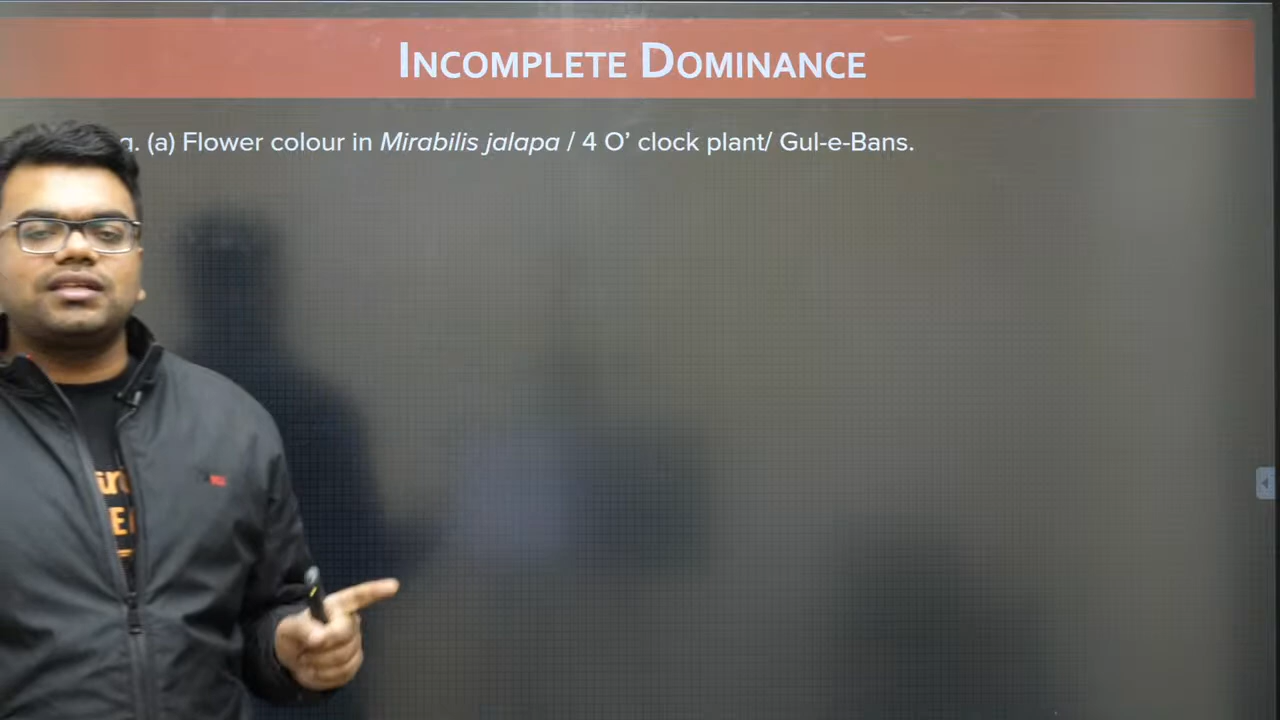 INCOMPLETE DOMINANCE
g. (a) Flower colour in Mirabilis jalapa / 4 O’ clock plant/ Gul-e-Bans.